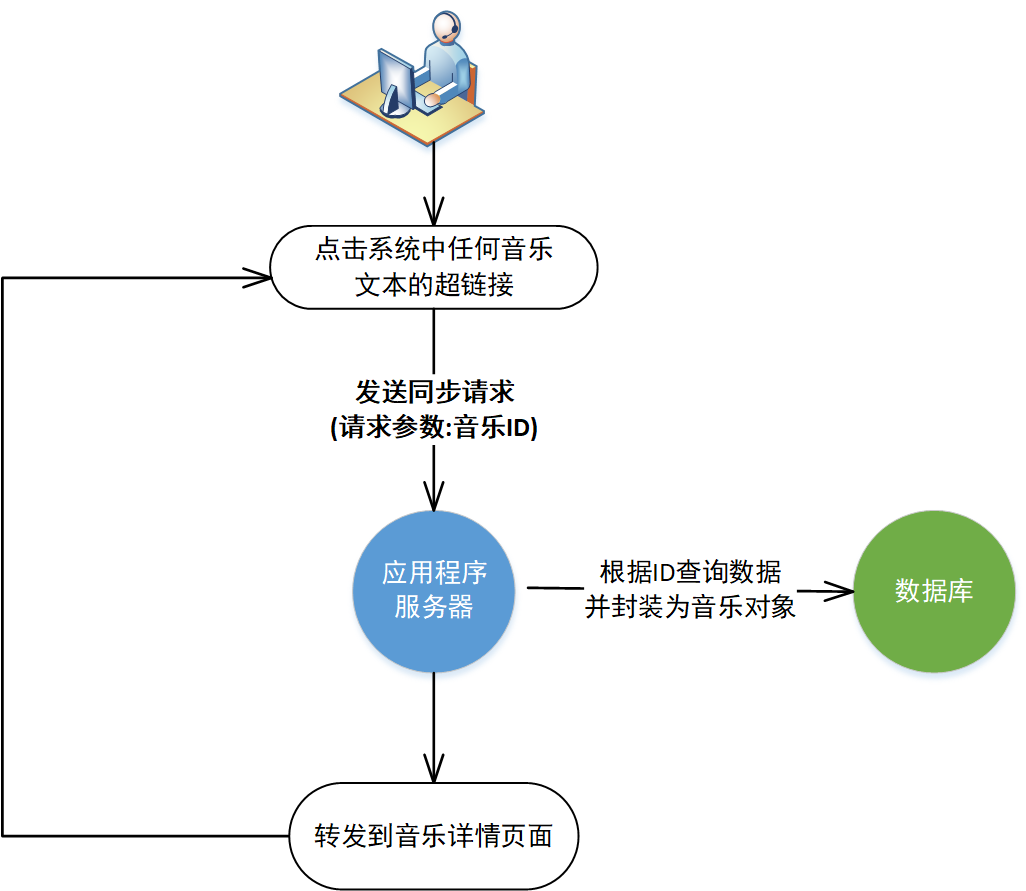 点击系统中任何音乐
文本的超链接
发送同步请求
(请求参数:音乐ID)
应用程序
服务器
根据ID查询数据
并封装为音乐对象
数据库
转发到音乐详情页面